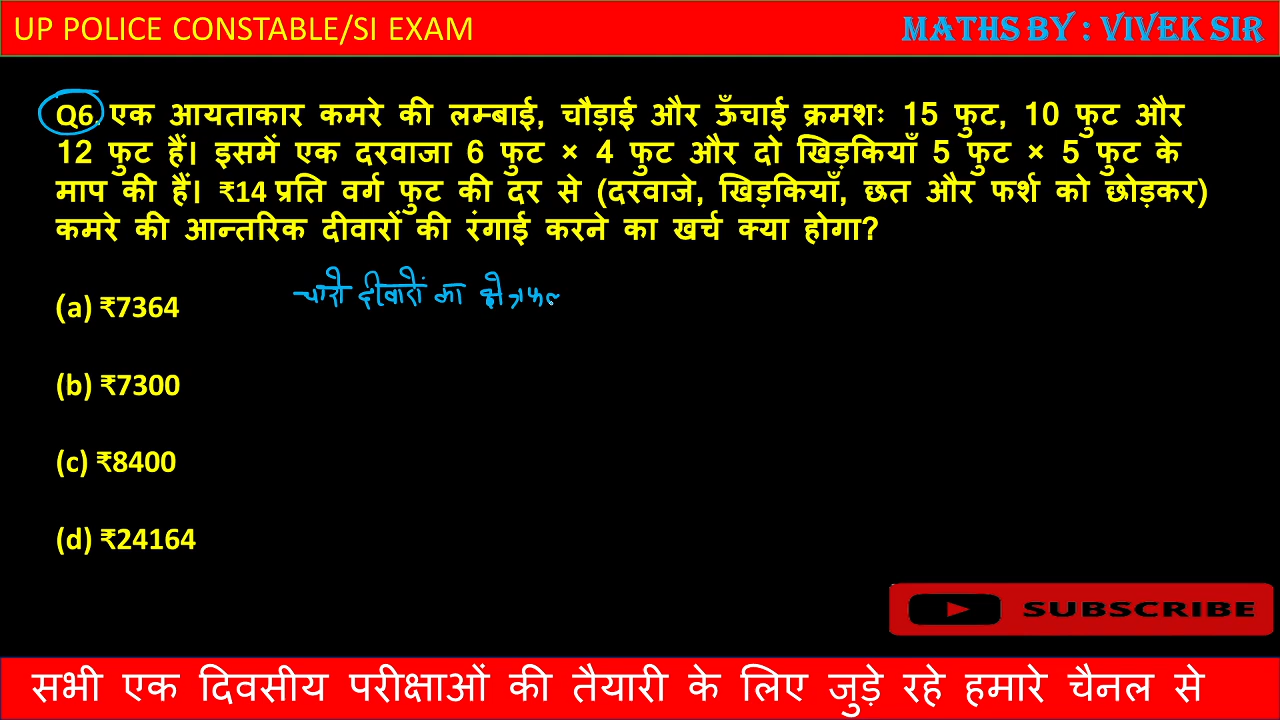 UP POLICE CONSTABLE/SI EXAM
MATHS BY : VIVEK SIR
Q6. एक आयताकार कमरे की लम्बाई, चौड़ाई और ऊँचाई क्रमशः 15 फुट, 10 फुट और
12 फुट हैं। इसमें एक दरवाजा 6 फुट × 4 फुट और दो खिड़कियाँ 5 फुट × 5 फुट के
माप की हैं। ₹14 प्रति वर्ग फुट की दर से (दरवाजे, खिड़कियाँ, छत और फर्श को छोड़कर)
कमरे की आन्तरिक दीवारों की रंगाई करने का खर्च क्या होगा?
चारो दीवारों का क्षेत्रफल
(a) ₹7364
(b) ₹7300
(c) ₹8400
(d) ₹24164
SUBSCRIBE
सभी एक दिवसीय परीक्षाओं की तैयारी के लिए जुड़े रहे हमारे चैनल से